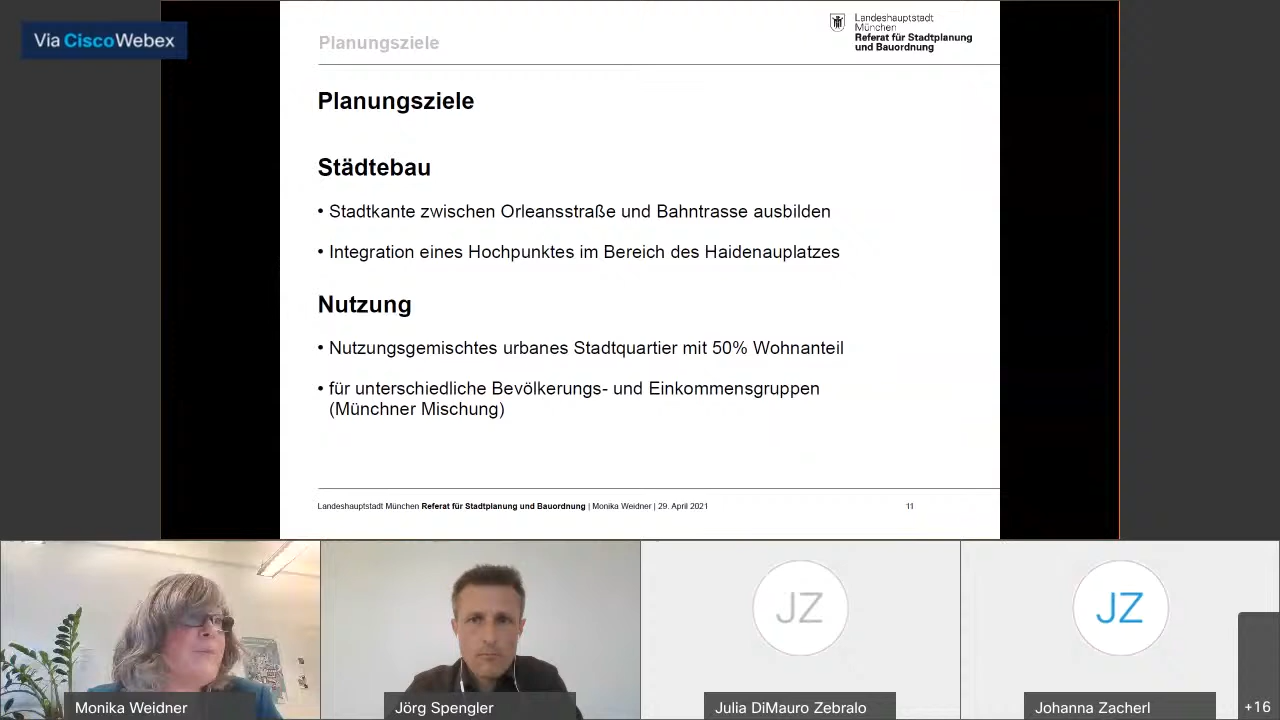 Via Cisco Webex
Planungsziele
Landeshauptstadt
München
Referat für Stadtplanung
und Bauordnung
Planungsziele
Städtebau
• Stadtkante zwischen Orleansstraße und Bahntrasse ausbilden
• Integration eines Hochpunktes im Bereich des Haidenauplatzes
Nutzung
• Nutzungsgemischtes urbanes Stadtquartier mit 50% Wohnanteil
• für unterschiedliche Bevölkerungs- und Einkommensgruppen
(Münchner Mischung)
Landeshauptstadt München Referat für Stadtplanung und Bauordnung | Monika Weidner | 29. April 2021
11
JZ
JZ
Monika Weidner
Jörg Spengler
Julia DiMauro Zebralo
Johanna Zacherl
+16